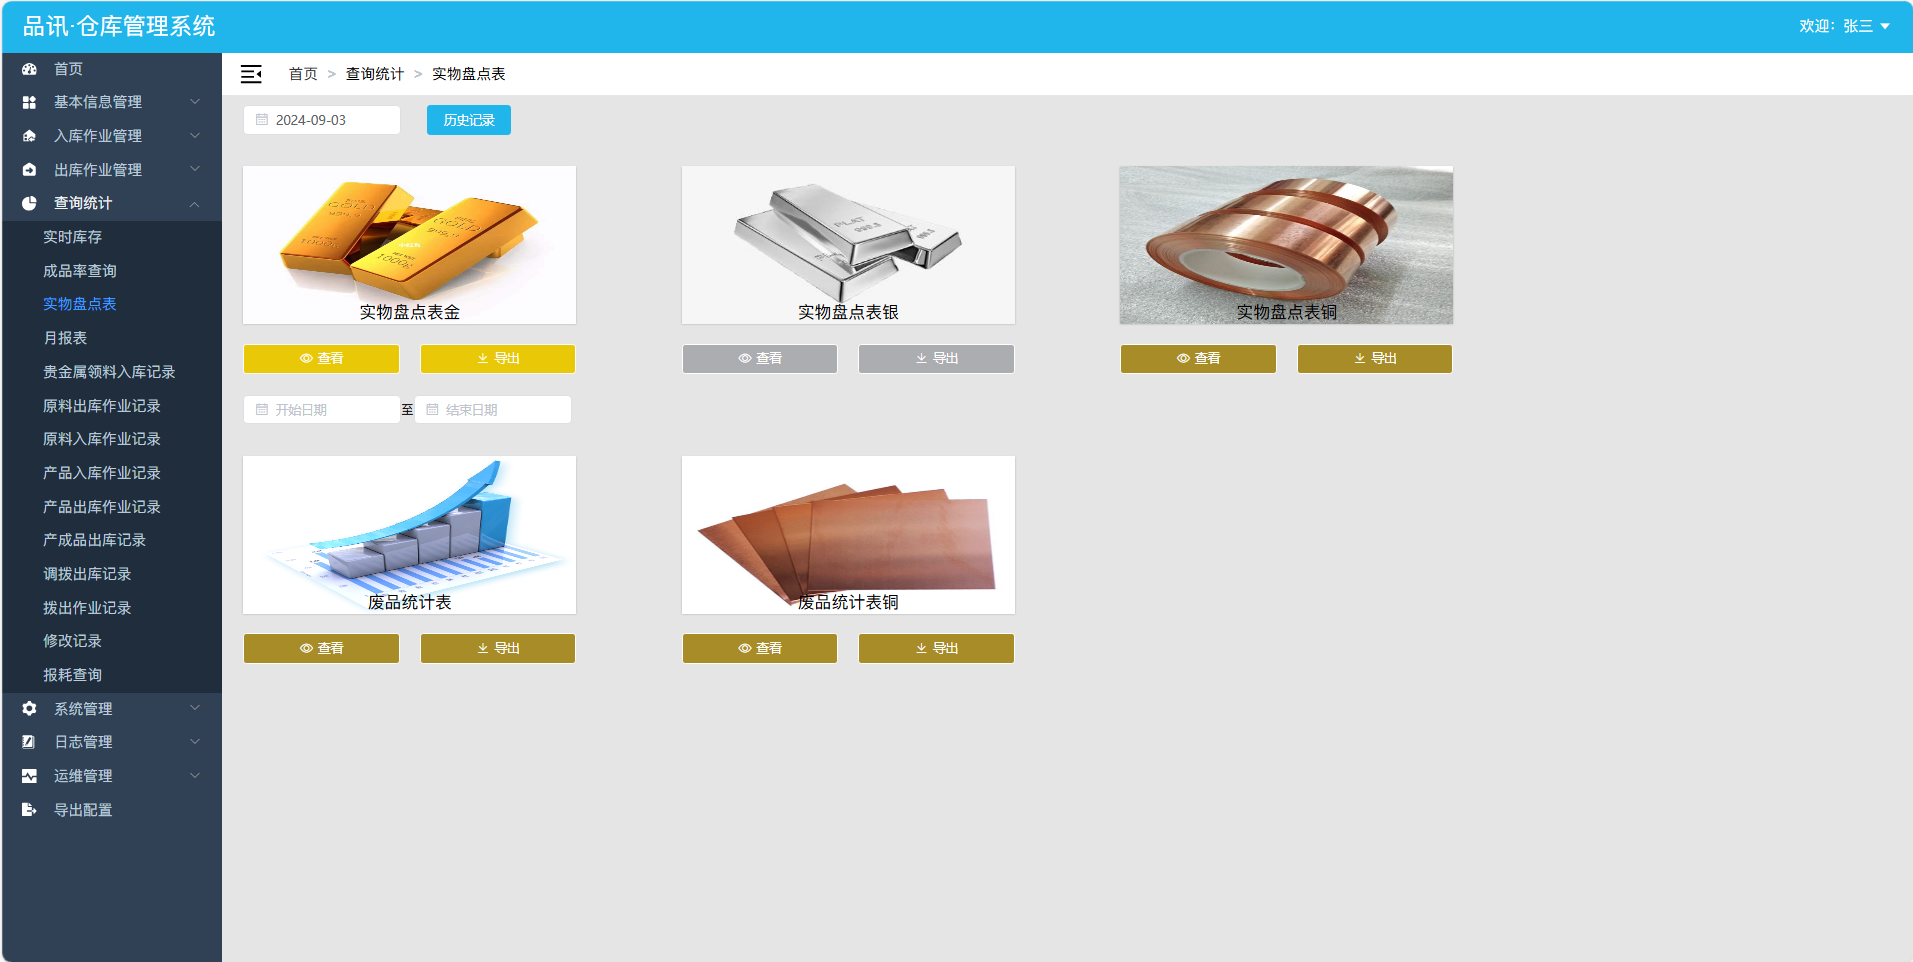 品讯·仓库管理系统
欢迎：张三
首页
基本信息管理
入库作业管理
出库作业管理
查询统计
实时库存
成品率查询
实物盘点表
月报表
贵金属领料入库记录
原料出库作业记录
原料入库作业记录
产品入库作业记录
产品出库作业记录
产成品出库记录
调拨出库记录
拨出作业记录
修改记录
报耗查询
系统管理
日志管理
运维管理
导出配置
首页 > 查询统计 > 实物盘点表
2024-09-03
历史记录
GOLD
1000g
GOLD
1000g
实物盘点表金
PLAT
999.5
实物盘点表银
实物盘点表铜
查看
导出
查看
导出
查看
导出
开始日期 至 结束日期
废品统计表
废品统计表铜
查看
导出
查看
导出